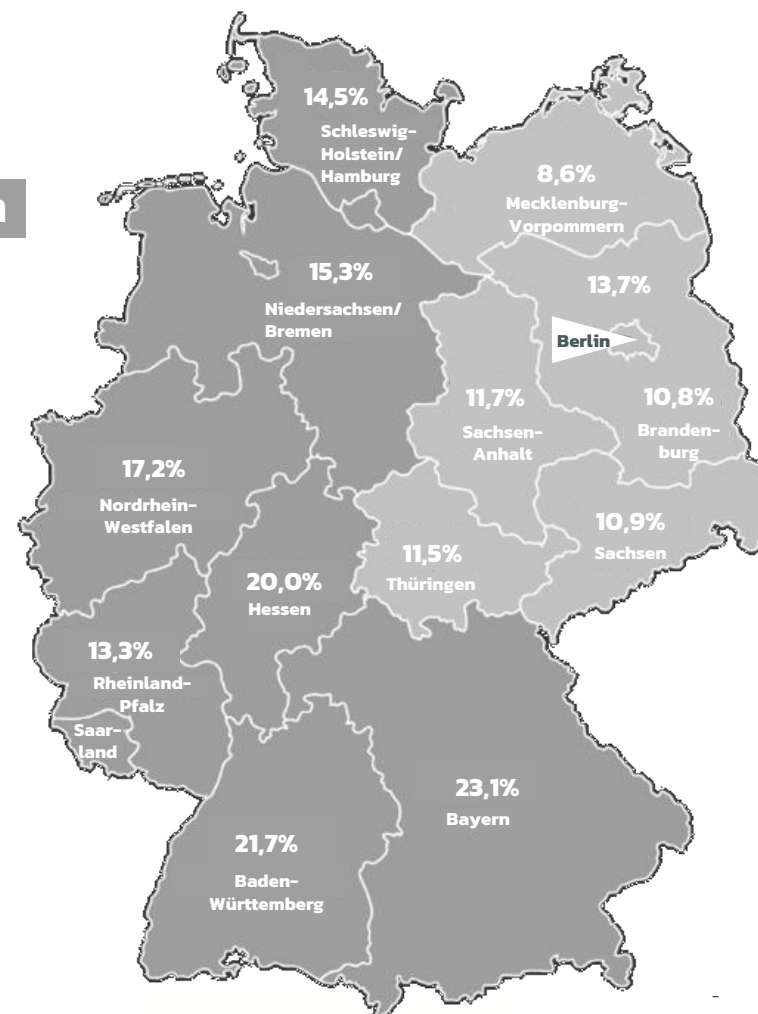 14,5%
Schleswig-
Holstein/
Hamburg
8,6%
Mecklenburg-
Vorpommern
n
15,3%
Niedersachsen/
Bremen
13,7%
Berlin
11,7%
Sachsen-
Anhalt
10,8%
Branden-
burg
17,2%
Nordrhein-
Westfalen
10,9%
Sachsen
11,5%
Thüringen
20,0%
Hessen
13,3%
Rheinland-
Pfalz
Saar-
land
23,1%
Bayern
21,7%
Baden-
Württemberg
-